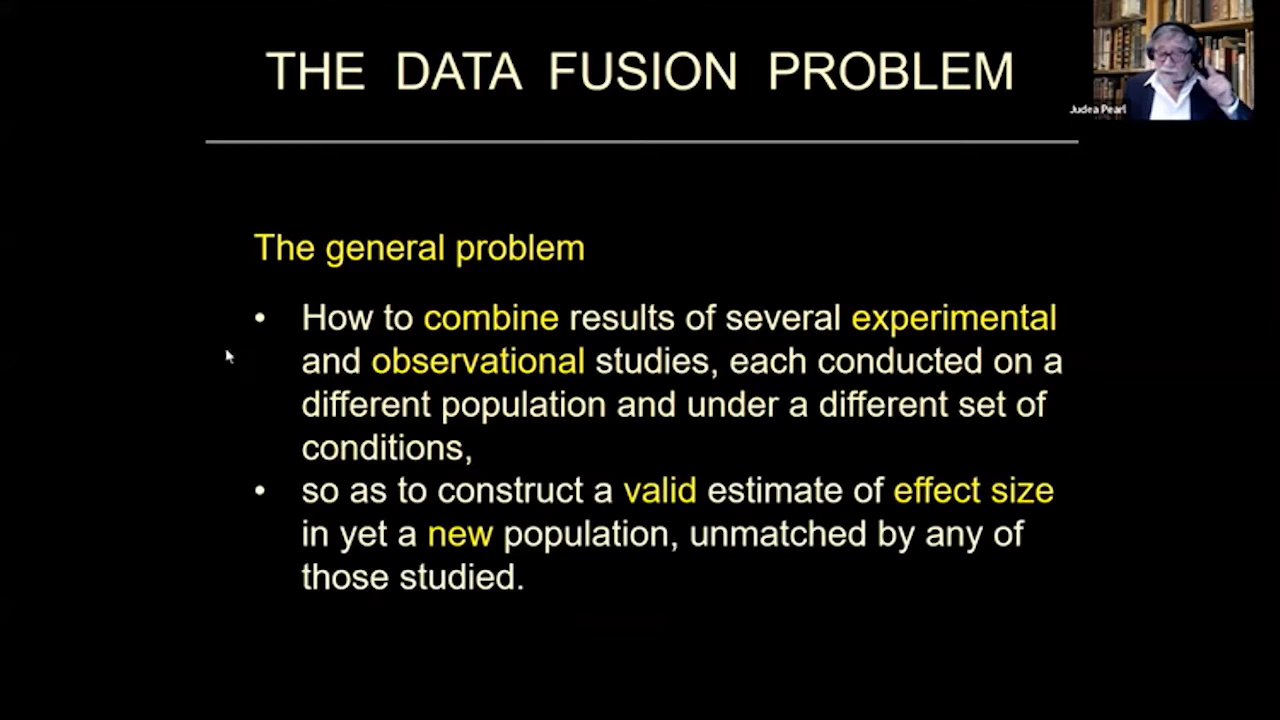 THE DATA FUSION PROBLEM
Judea Pearl
The general problem
• How to combine results of several experimental
and observational studies, each conducted on a
different population and under a different set of
conditions,
• so as to construct a valid estimate of effect size
in yet a new population, unmatched by any of
those studied.